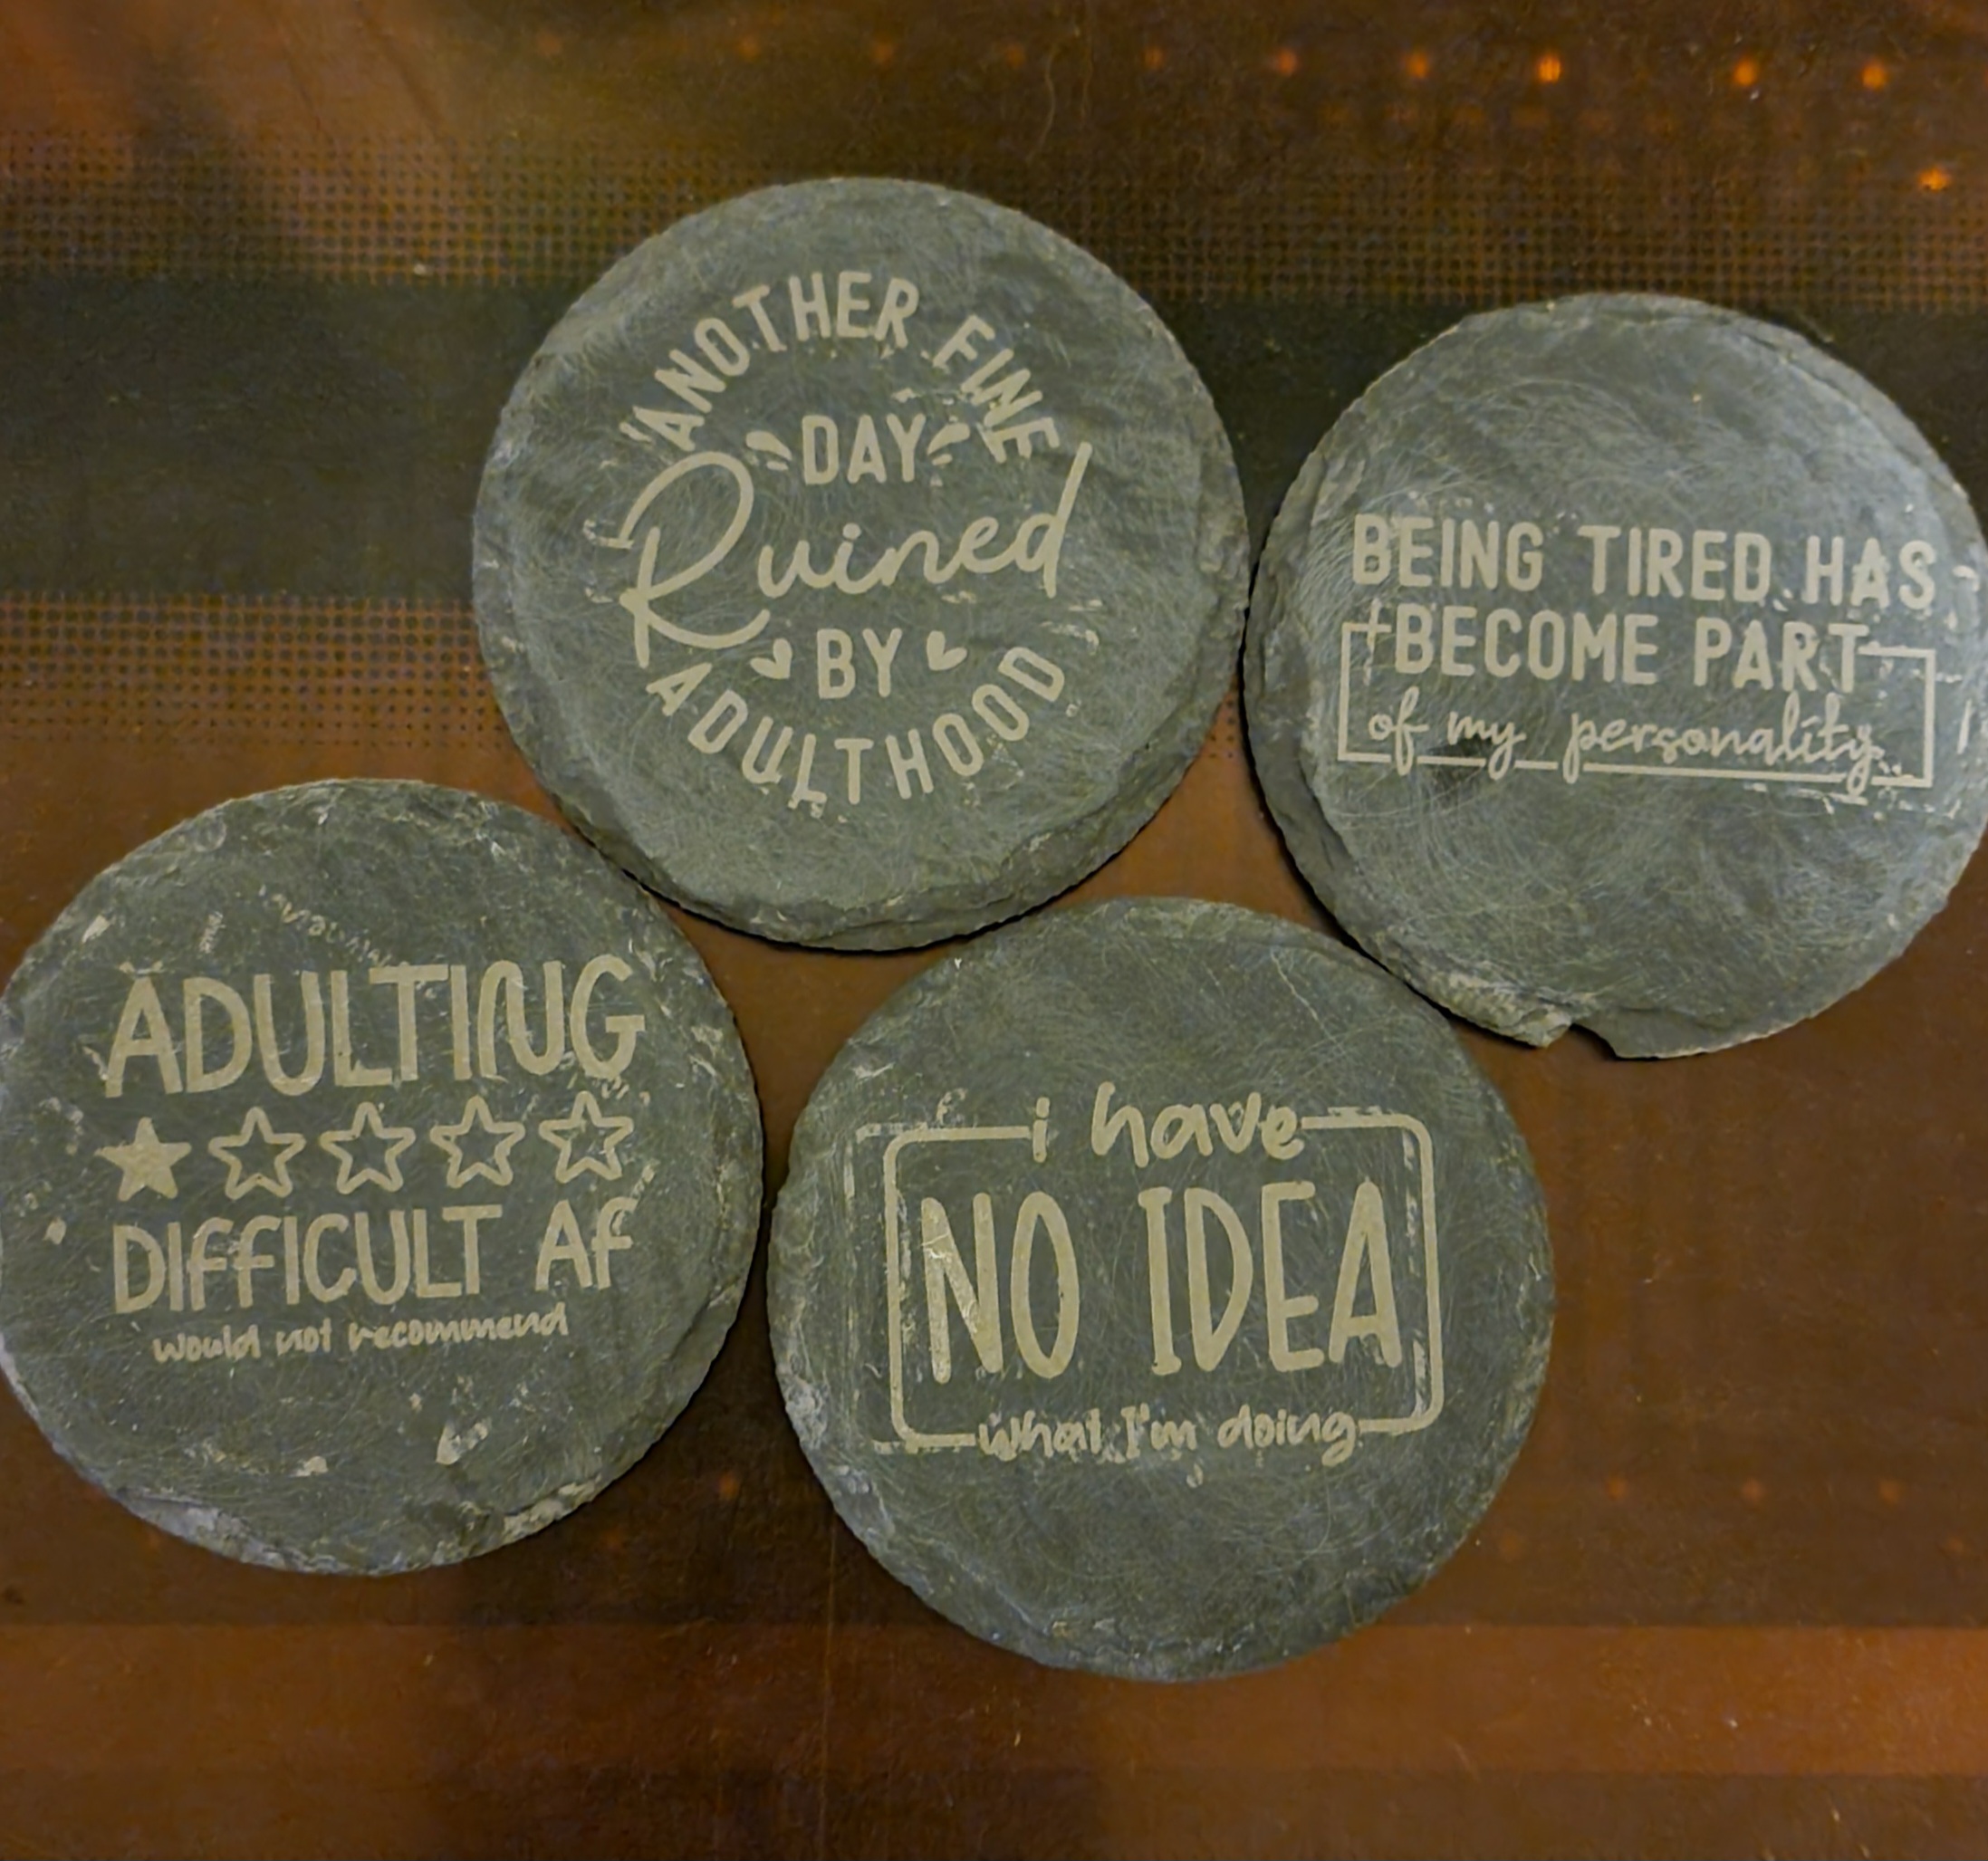 ANOTHER FINE
DAY
Ruined
BY
ADULTHOOD
BEING TIRED HAS
BECOME PART
of my personality
ADULTING
DIFFICULT AF
would not recommend
i have
NO IDEA
what I'm doing